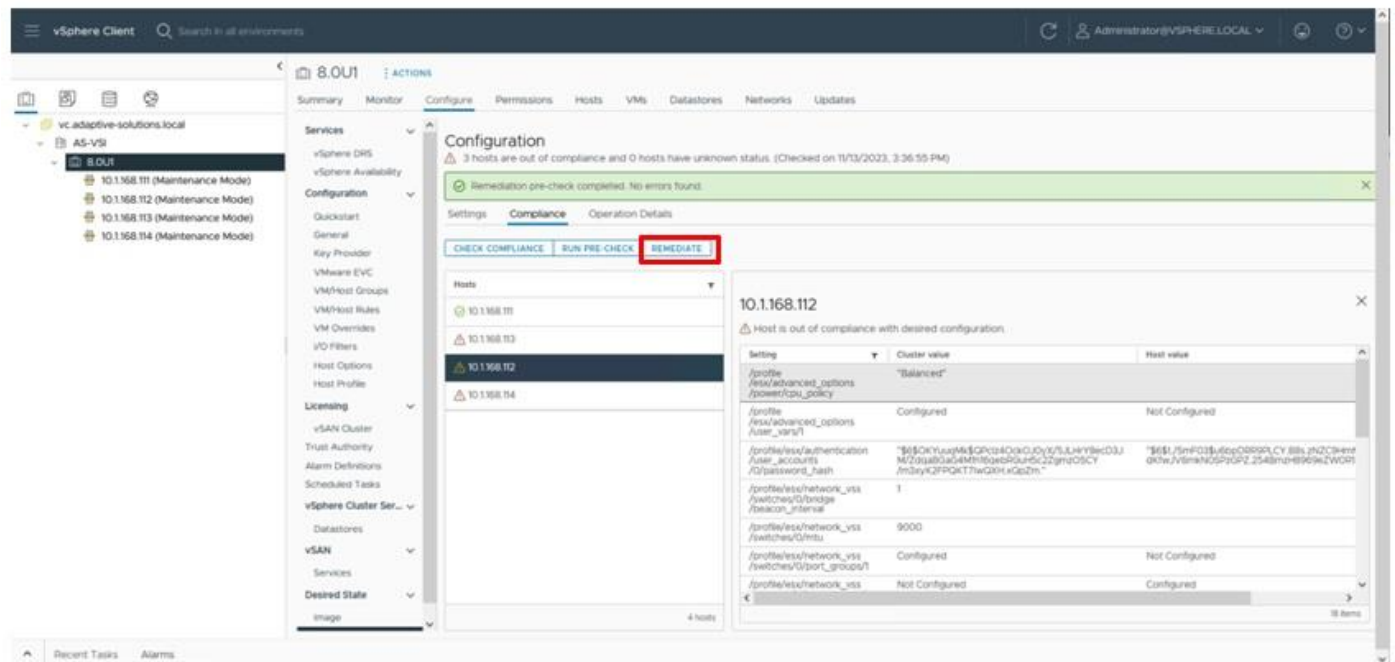 vSphere Client
Search in all environments
Administrator@VSPHERE.LOCAL
vc.adaptive-solutions.local
AS-VSI
8.0U1
10.1.168.111 (Maintenance Mode)
10.1.168.112 (Maintenance Mode)
10.1.168.113 (Maintenance Mode)
10.1.168.114 (Maintenance Mode)
8.0U1
ACTIONS
Summary Monitor Configure Permissions Hosts VMs Datastores Networks Updates
Services
vSphere DRS
vSphere Availability
Configuration
Quickstart
General
Key Provider
VMware EVC
VM/Host Groups
VM/Host Rules
VM Overrides
I/O Filters
Host Options
Host Profile
Licensing
vSAN Cluster
Trust Authority
Alarm Definitions
Scheduled Tasks
vSphere Cluster Ser...
Datastores
vSAN
Services
Desired State
Image
Configuration
3 hosts are out of compliance and 0 hosts have unknown status. (Checked on 11/13/2023, 3:36:55 PM)
Remediation pre-check completed. No errors found.
Settings Compliance Operation Details
CHECK COMPLIANCE RUN PRE-CHECK REMEDIATE
Hosts
10.1.168.111
10.1.168.113
10.1.168.112
10.1.168.114
4 hosts
10.1.168.112
Host is out of compliance with desired configuration.
Setting Cluster value Host value
/profile "Balanced"
/esx/advanced_options
/power/cpu_policy
/profile Configured Not Configured
/esx/advanced_options
/user_vars/1
/profile/esx/authentication
/user_accounts
/0/password_hash
/profile/esx/network_vss 1
/switches/0/bridge
/beacon_interval
/profile/esx/network_vss 9000
/switches/0/mtu
/profile/esx/network_vss Configured Not Configured
/switches/0/port_groups/1
/profile/esx/network_vss Not Configured Configured
18 items
Recent Tasks Alarms